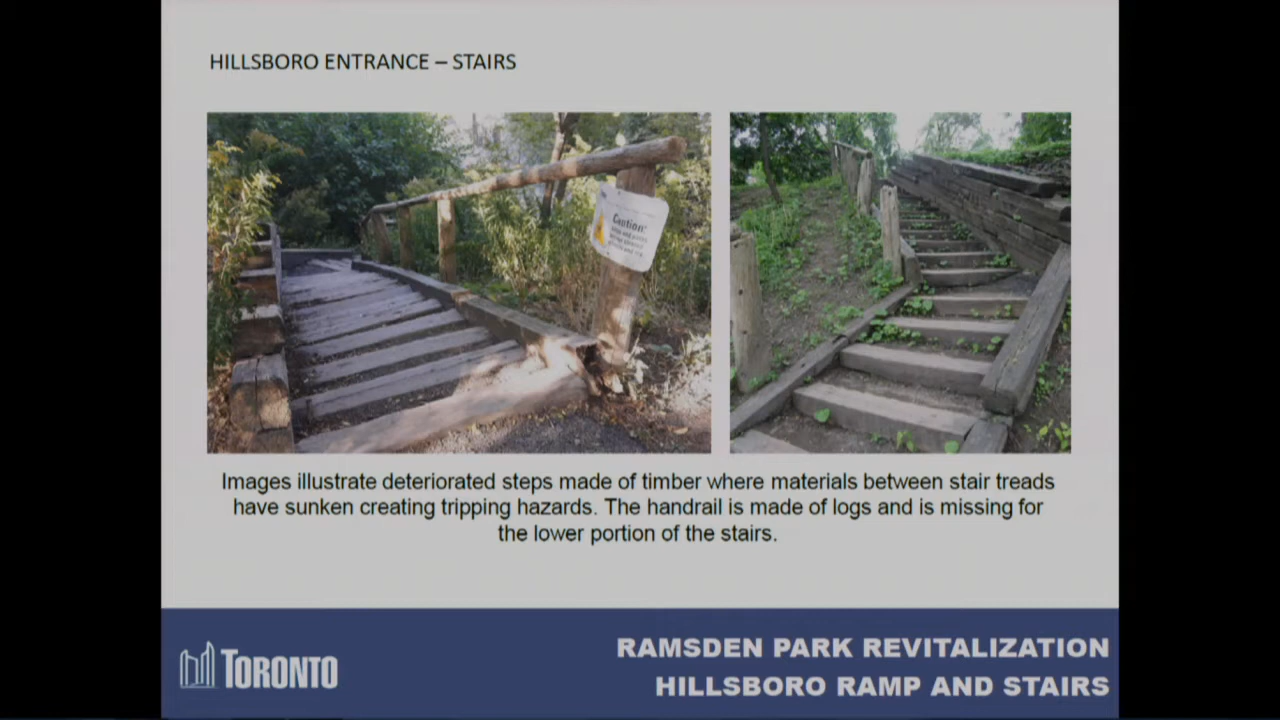 HILLSBORO ENTRANCE – STAIRS
Caution:
Images illustrate deteriorated steps made of timber where materials between stair treads
have sunken creating tripping hazards. The handrail is made of logs and is missing for
the lower portion of the stairs.
TORONTO
RAMSDEN PARK REVITALIZATION
HILLSBORO RAMP AND STAIRS